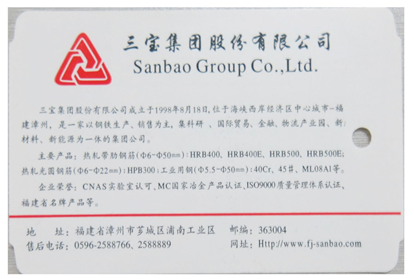 三宝集团股份有限公司
Sanbao Group Co.,Ltd.
三宝集团股份有限公司成立于1998年8月18日,位于海峡西岸经济区中心城市-福
建漳州，是一家以钢铁生产、销售为主，集科研、国际贸易，金融，物流产业园、新
材料、新能源为一体的集团公司。
主要产品：热轧带肋钢筋(Φ6~Φ50mm)：HRB400、HRB400E、HRB500、HRB500E;
热轧光圆钢筋(Φ6~Φ22mm)：HPB300；工业用钢(Φ5.5~Φ50mm)：40Cr、45#、ML08Al等。
企业荣誉：CNAS实验室认可,MC国家冶金产品认证,ISO9000质量管理体系认证,
福建省名牌产品等。
地 址：福建省漳州市芗城区浦南工业区 邮编：363004
售后电话：0596-2588766、2588889 网址：Http://www.fj-sanbao.com